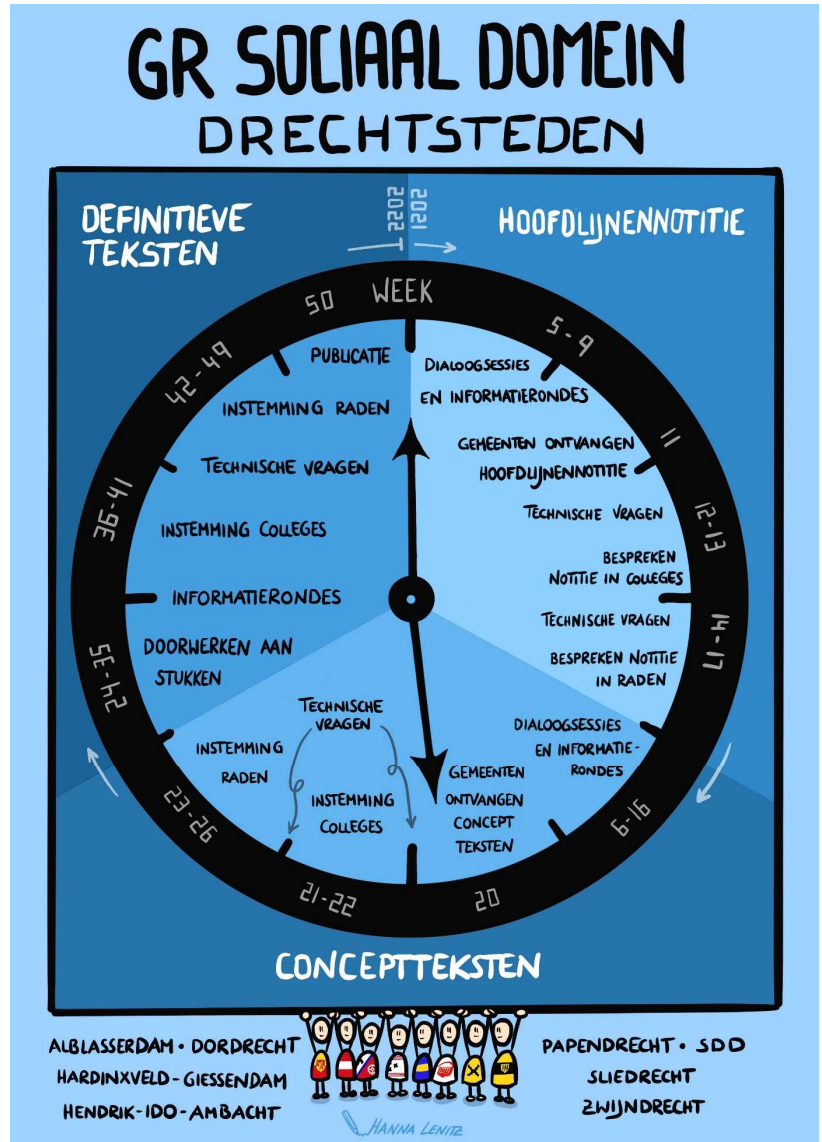 GR SOCIAAL DOMEIN
DRECHTSTEDEN
DEFINITIEVE
TEKSTEN
2022
2021
HOOFDLIJNENNOTITIE
WEEK
5-9
11
12-13
14-17
6-16
20
21-22
23-26
24-35
36-41
42-49
50
DIALOOGSESSIES
EN INFORMATIERONDES
GEMEENTEN ONTVANGEN
HOOFDLIJNENNOTITIE
TECHNISCHE VRAGEN
BESPREKEN
NOTITIE IN COLLEGES
TECHNISCHE VRAGEN
BESPREKEN NOTITIE
IN RADEN
DIALOOGSESSIES
EN INFORMATIE-
RONDES
GEMEENTEN
ONTVANGEN
CONCEPT
TEKSTEN
TECHNISCHE
VRAGEN
INSTEMMING
COLLEGES
INSTEMMING
RADEN
DOORWERKEN AAN
STUKKEN
INFORMATIERONDES
INSTEMMING COLLEGES
TECHNISCHE VRAGEN
INSTEMMING RADEN
PUBLICATIE
CONCEPTTEKSTEN
ALBLASSERDAM · DORDRECHT
HARDINXVELD-GIESSENDAM
HENDRIK-IDO-AMBACHT
PAPENDRECHT · SDD
SLIEDRECHT
ZWIJNDRECHT
HANNA LENITZ